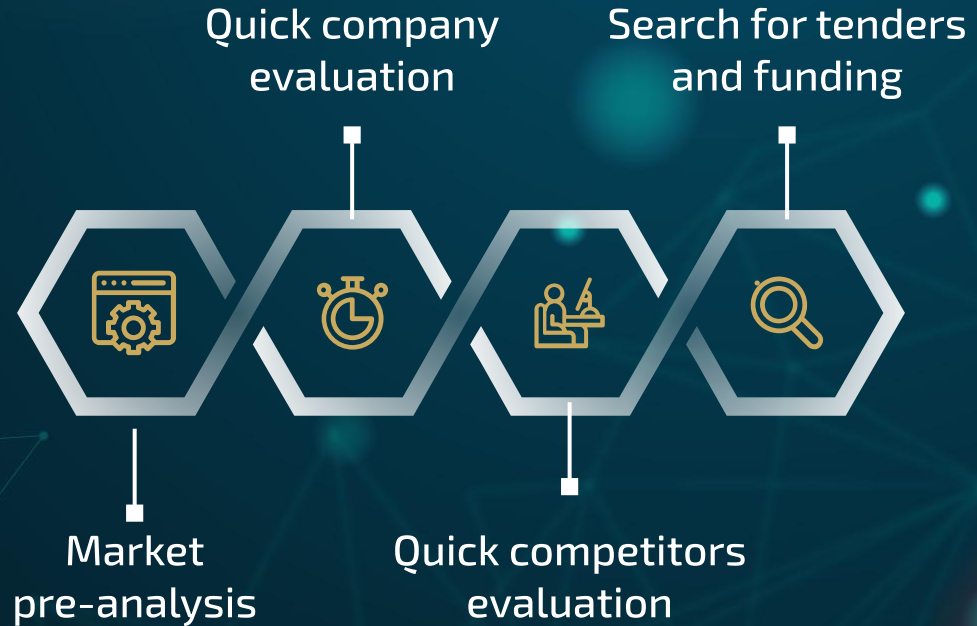 Quick company
evaluation
Search for tenders
and funding
Market
pre-analysis
Quick competitors
evaluation